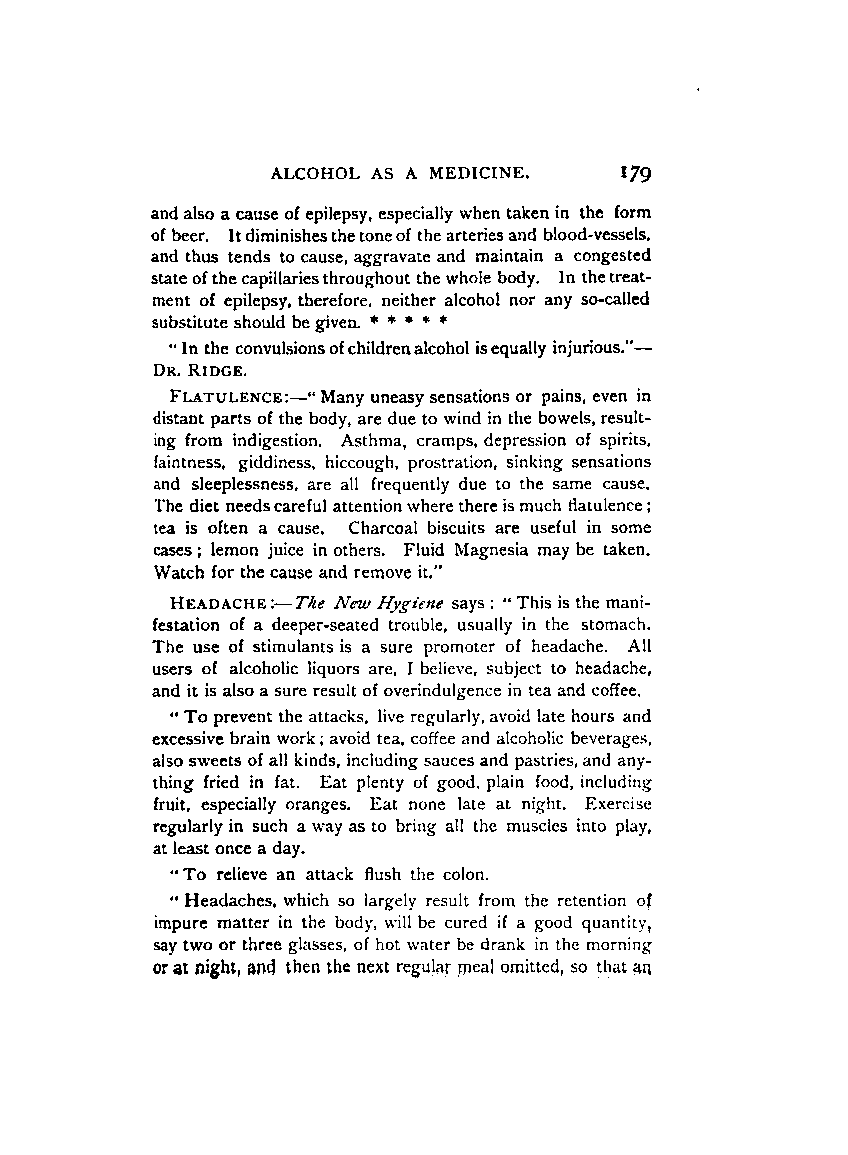 ALCOHOL AS A MEDICINE. 179
and also a cause of epilepsy, especially when taken in the form
of beer. It diminishes the tone of the arteries and blood-vessels,
and thus tends to cause, aggravate and maintain a congested
state of the capillaries throughout the whole body. In the treat-
ment of epilepsy, therefore, neither alcohol nor any so-called
substitute should be given. * * * * *
"In the convulsions of children alcohol is equally injurious."—
DR. RIDGE.
FLATULENCE:—"Many uneasy sensations or pains, even in
distant parts of the body, are due to wind in the bowels, result-
ing from indigestion. Asthma, cramps, depression of spirits,
faintness, giddiness, hiccough, prostration, sinking sensations
and sleeplessness, are all frequently due to the same cause.
The diet needs careful attention where there is much flatulence;
tea is often a cause. Charcoal biscuits are useful in some
cases; lemon juice in others. Fluid Magnesia may be taken.
Watch for the cause and remove it."
HEADACHE:—The New Hygiene says: "This is the mani-
festation of a deeper-seated trouble, usually in the stomach.
The use of stimulants is a sure promoter of headache. All
users of alcoholic liquors are, I believe, subject to headache,
and it is also a sure result of overindulgence in tea and coffee.
"To prevent the attacks, live regularly, avoid late hours and
excessive brain work; avoid tea, coffee and alcoholic beverages,
also sweets of all kinds, including sauces and pastries, and any-
thing fried in fat. Eat plenty of good, plain food, including
fruit, especially oranges. Eat none late at night. Exercise
regularly in such a way as to bring all the muscles into play,
at least once a day.
"To relieve an attack flush the colon.
"Headaches, which so largely result from the retention of
impure matter in the body, will be cured if a good quantity,
say two or three glasses, of hot water be drank in the morning
or at night, and then the next regular meal omitted, so that an